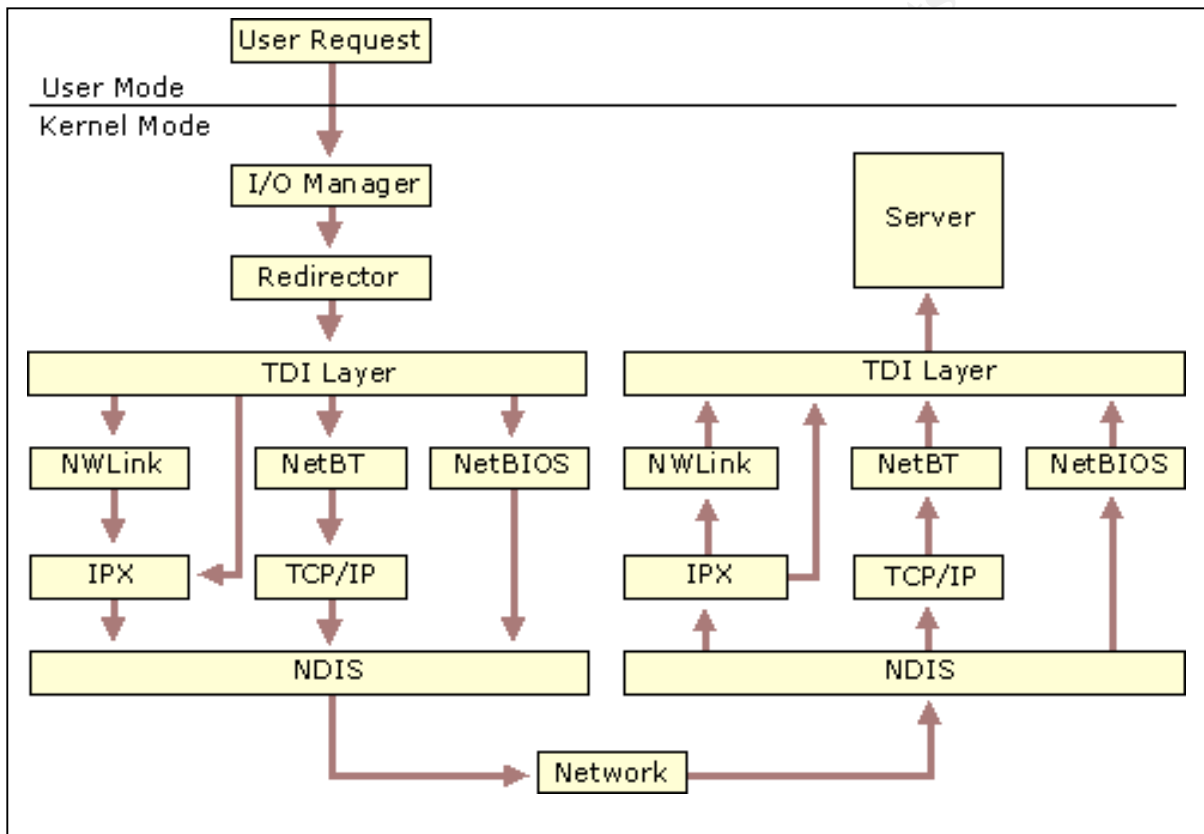 User Request
User Mode
Kernel Mode
I/O Manager
Server
Redirector
TDI Layer
TDI Layer
NWLink
NetBT
NetBIOS
NWLink
NetBT
NetBIOS
IPX
TCP/IP
IPX
TCP/IP
NDIS
NDIS
Network